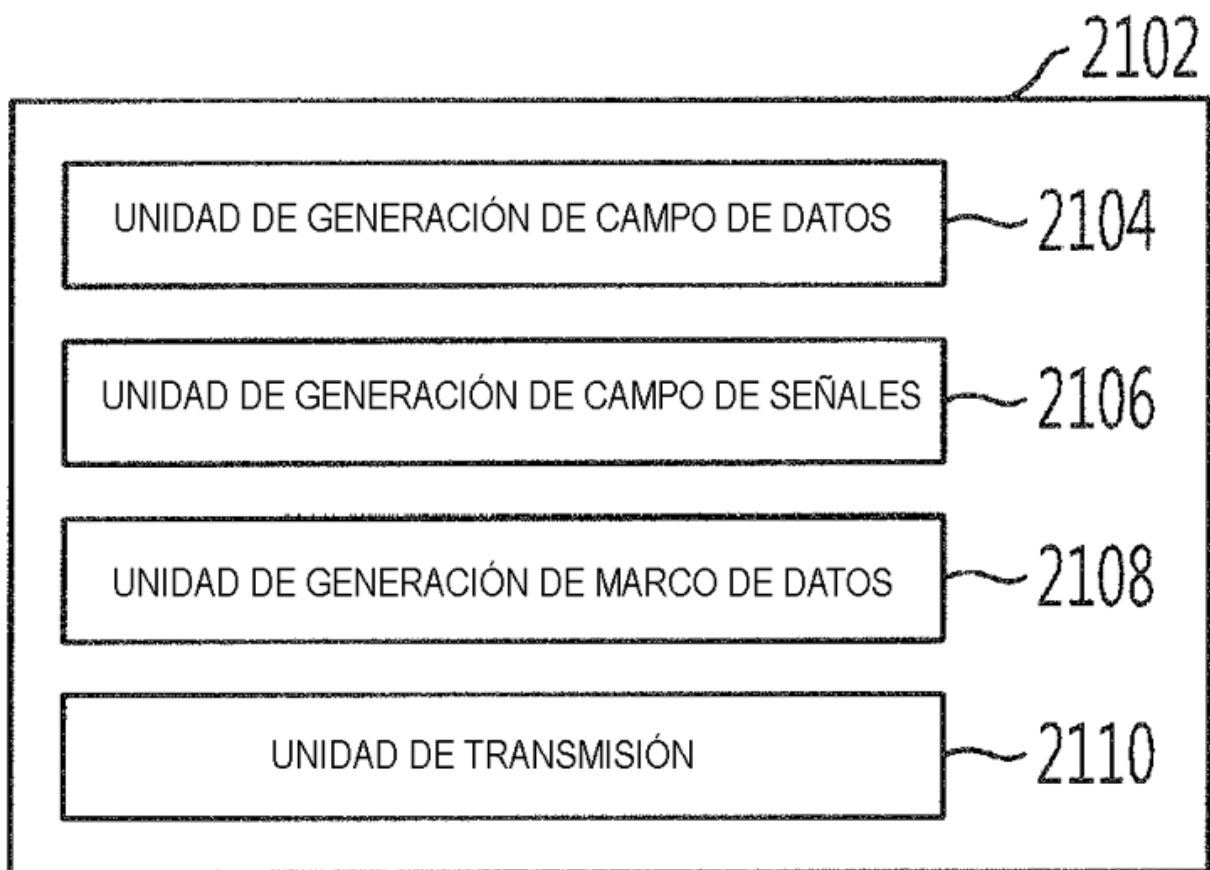 2102
UNIDAD DE GENERACIÓN DE CAMPO DE DATOS
2104
UNIDAD DE GENERACIÓN DE CAMPO DE SEÑALES
2106
UNIDAD DE GENERACIÓN DE MARCO DE DATOS
2108
UNIDAD DE TRANSMISIÓN
2110